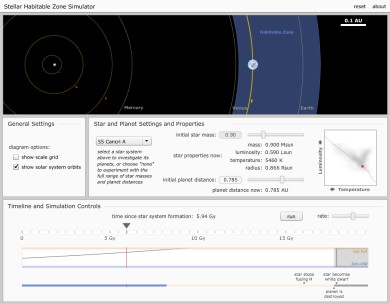 Stellar Habitable Zone Simulator reset about
0.1 AU
Habitable Zone
Mercury Venus Earth
General Settings
diagram options:
show scale grid
show solar system orbits
Star and Planet Settings and Properties
initial star mass: 0.90
select a star system
above to investigate its
planets, or choose "none"
to experiment with the
full range of star masses
and planet distances
star properties now:
mass: 0.900 Msun
luminosity: 0.590 Lsun
temperature: 5460 K
radius: 0.866 Rsun
initial planet distance: 0.785
planet distance now: 0.785 AU
Luminosity
Temperature
Timeline and Simulation Controls
time since star system formation: 5.94 Gy run rate:
0 5 Gy 10 Gy 15 Gy
star stops
fusing H
star becomes
white dwarf
planet is
destroyed